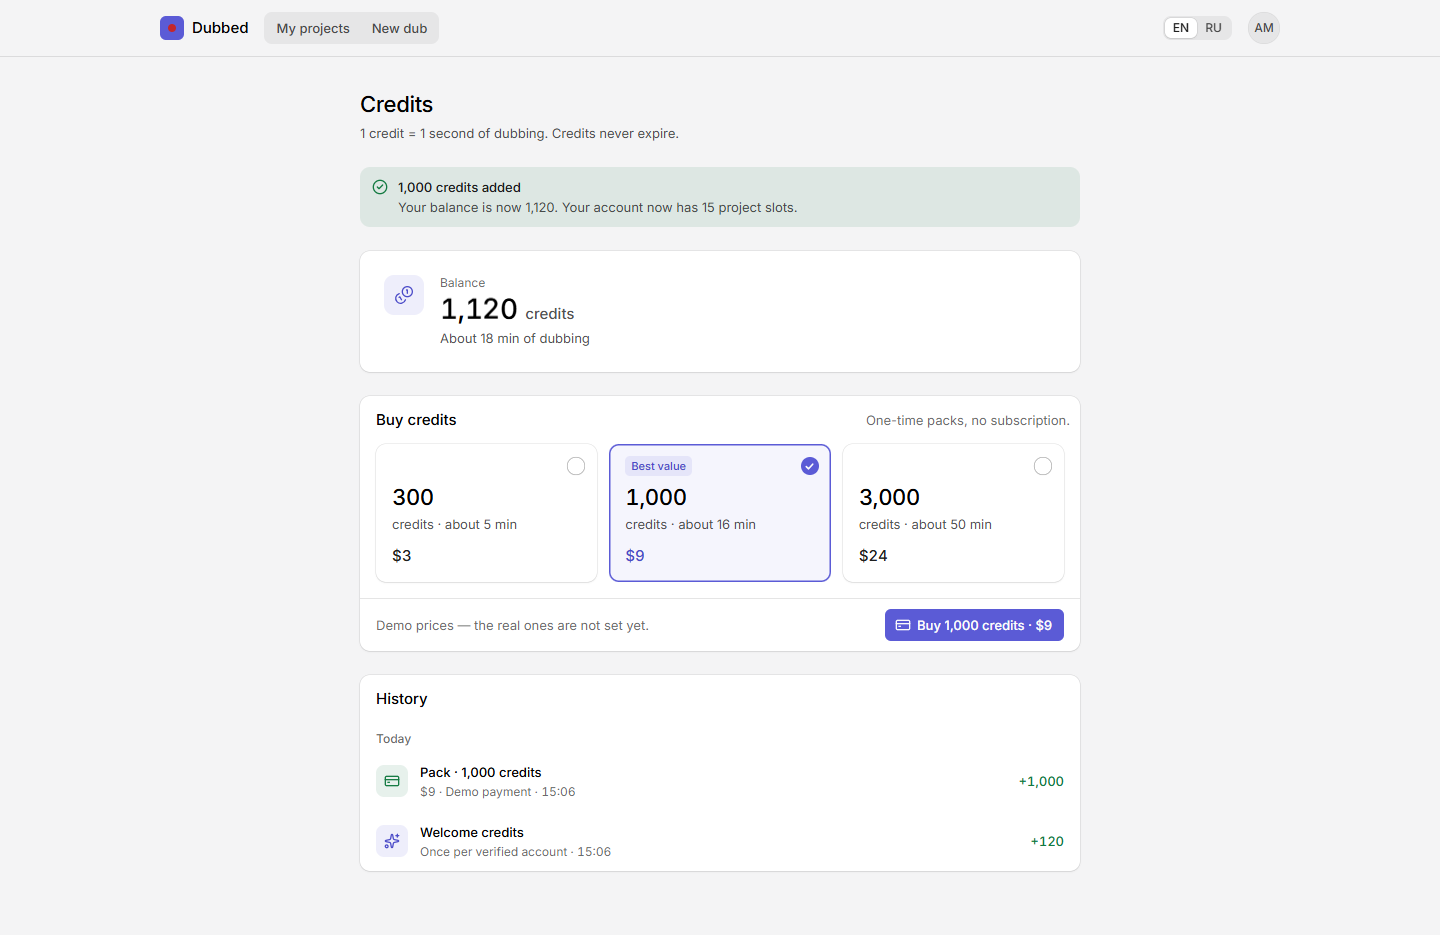 Dubbed
My projects
New dub
EN
RU
AM
Credits
1 credit = 1 second of dubbing. Credits never expire.
1,000 credits added
Your balance is now 1,120. Your account now has 15 project slots.
Balance
1,120 credits
About 18 min of dubbing
Buy credits
One-time packs, no subscription.
300
credits · about 5 min
$3
Best value
1,000
credits · about 16 min
$9
3,000
credits · about 50 min
$24
Demo prices — the real ones are not set yet.
Buy 1,000 credits · $9
History
Today
Pack · 1,000 credits
$9 · Demo payment · 15:06
+1,000
Welcome credits
Once per verified account · 15:06
+120